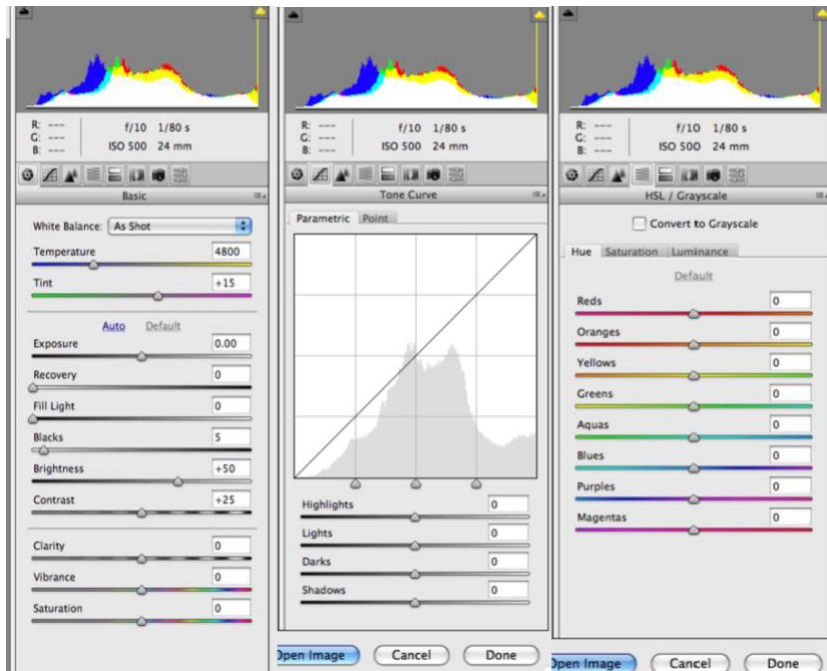 R: ---
G: ---
B: ---
f/10 1/80 s
ISO 500 24 mm
Basic
White Balance: As Shot
Temperature 4800
Tint +15
Auto Default
Exposure 0.00
Recovery 0
Fill Light 0
Blacks 5
Brightness +50
Contrast +25
Clarity 0
Vibrance 0
Saturation 0
R: ---
G: ---
B: ---
f/10 1/80 s
ISO 500 24 mm
Tone Curve
Parametric Point
Highlights 0
Lights 0
Darks 0
Shadows 0
Open Image Cancel Done
R: ---
G: ---
B: ---
f/10 1/80 s
ISO 500 24 mm
HSL / Grayscale
Convert to Grayscale
Hue Saturation Luminance
Default
Reds 0
Oranges 0
Yellows 0
Greens 0
Aquas 0
Blues 0
Purples 0
Magentas 0
Open Image Cancel Done